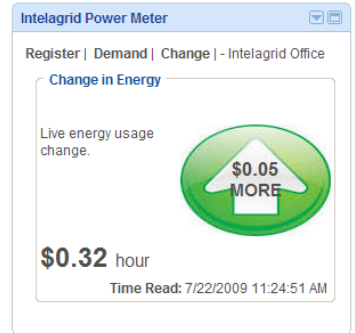 Intelagrid Power Meter
Register | Demand | Change | - Intelagrid Office
Change in Energy
Live energy usage
change.
$0.05
MORE
$0.32 hour
Time Read: 7/22/2009 11:24:51 AM